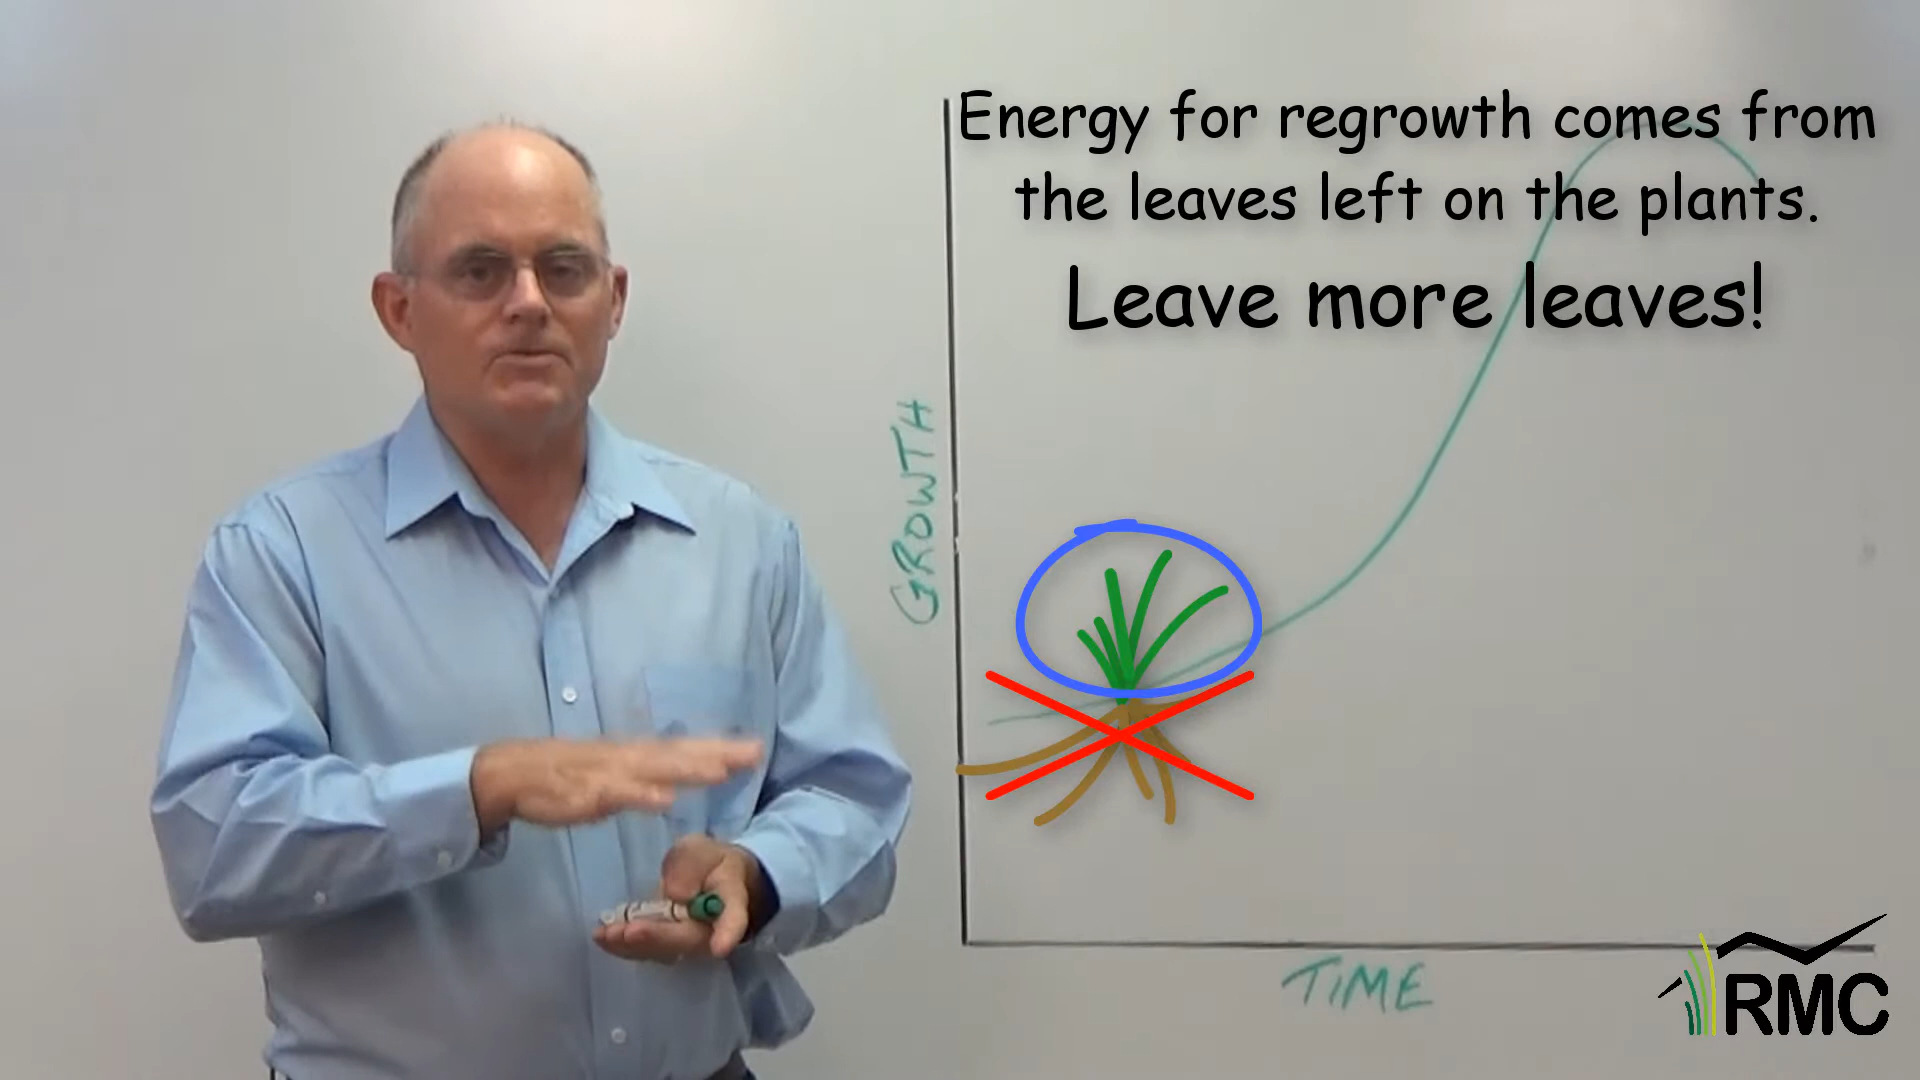 Energy for regrowth comes from
the leaves left on the plants.
Leave more leaves!
GROWTH
TIME
RMC